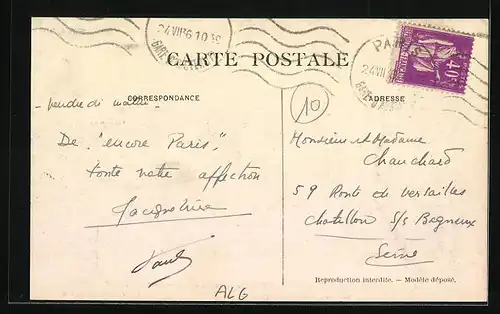 24 VII 36 10 30
CARTE POSTALE
CORRESPONDANCE
ADRESSE
10
40c
PARIS
- vendredi matin -
De "encore Paris",
toute notre affection
Jacqueline
Paul
ALG
Monsieur et Madame
Chanchard
59 Route de Versailles
Chatillon s/s Bagneux
Seine
Reproduction interdite. — Modèle déposé.